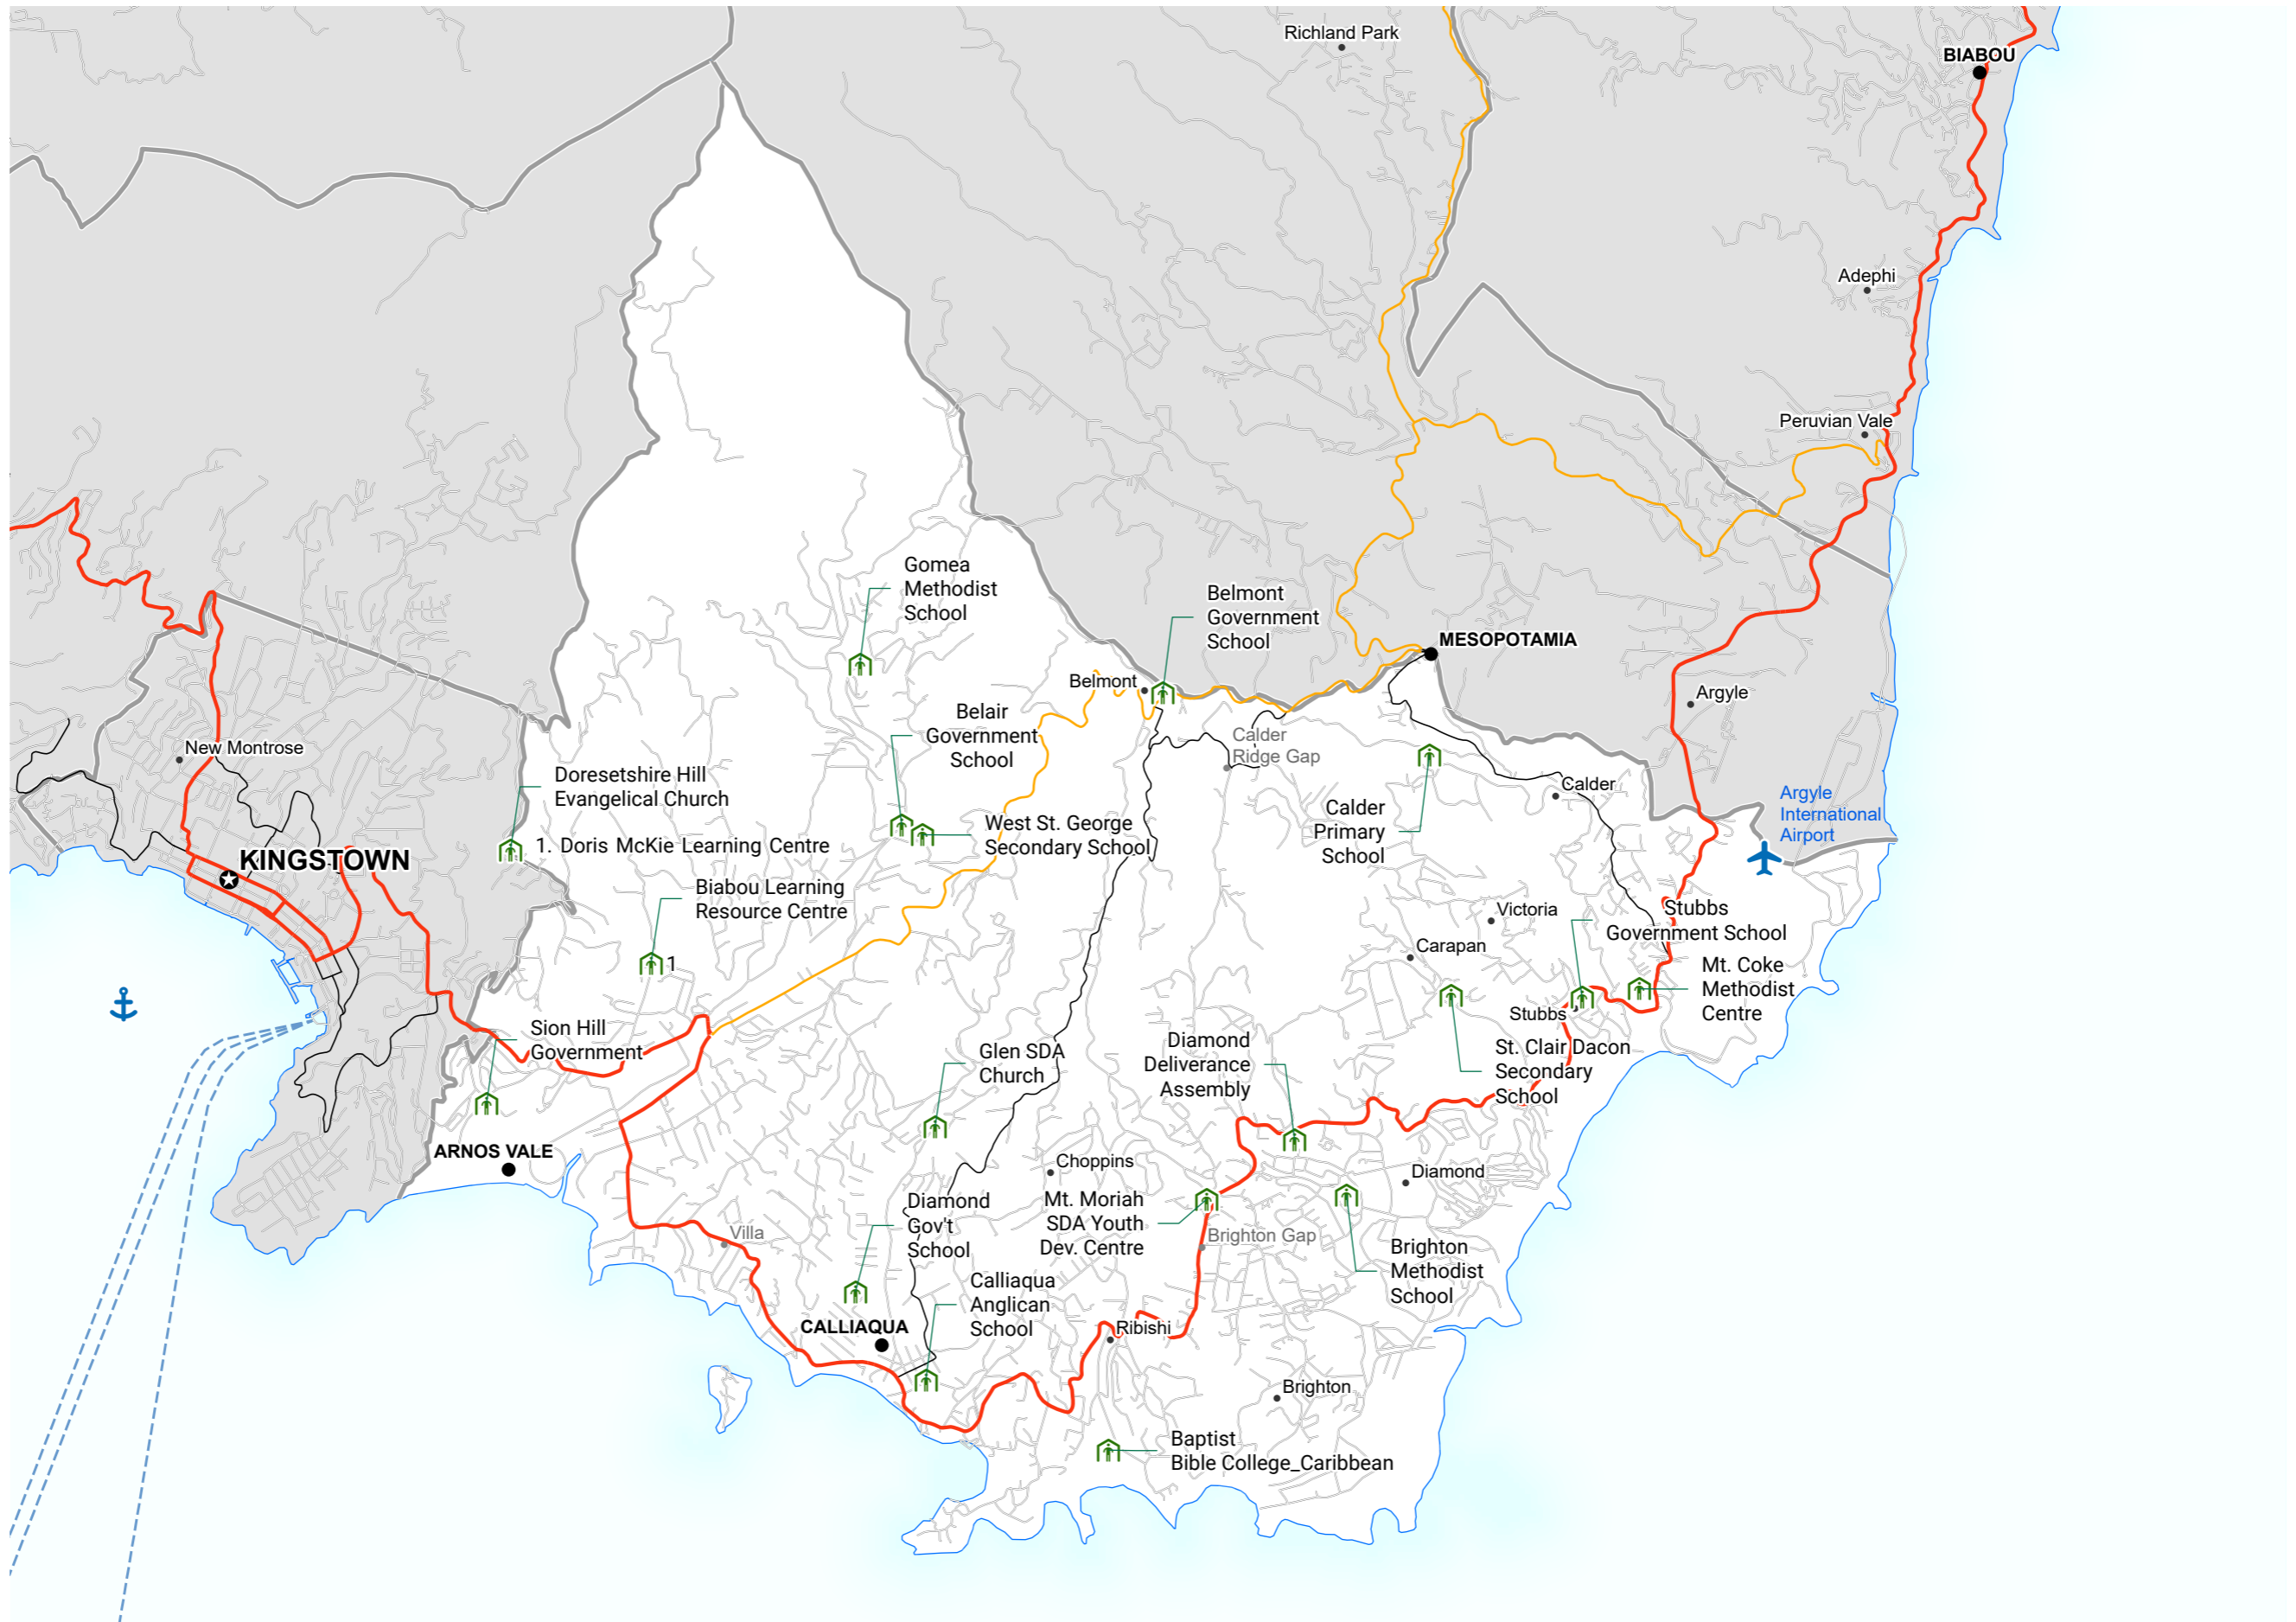 Richland Park
BIABOU
Adephi
Peruvian Vale
Gomea
Methodist
School
Belmont
Government
School
MESOPOTAMIA
Belmont
Argyle
Belair
Government
School
Calder
Ridge Gap
New Montrose
Doresetshire Hill
Evangelical Church
Calder
Argyle
International
Airport
Calder
Primary
School
West St. George
Secondary School
1. Doris McKie Learning Centre
KINGSTOWN
Biabou Learning
Resource Centre
Victoria
Stubbs
Government School
Carapan
1
Mt. Coke
Methodist
Centre
Stubbs
Sion Hill
Government
Glen SDA
Church
Diamond
Deliverance
Assembly
St. Clair Dacon
Secondary
School
ARNOS VALE
Choppins
Diamond
Diamond
Gov't
School
Mt. Moriah
SDA Youth
Dev. Centre
Villa
Brighton Gap
Brighton
Methodist
School
Calliaqua
Anglican
School
CALLIAQUA
Ribishi
Brighton
Baptist
Bible College_Caribbean